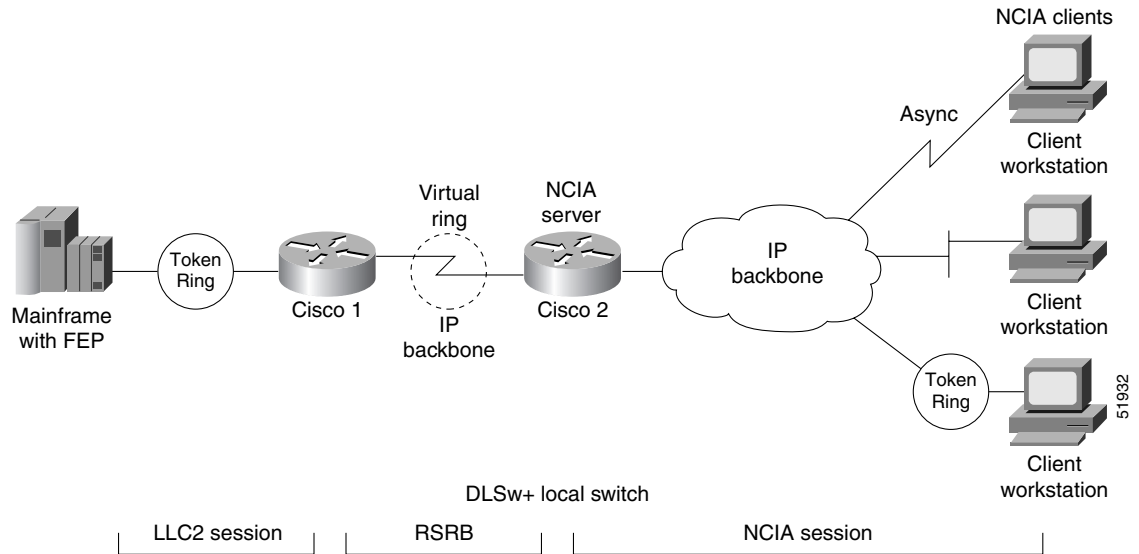 NCIA clients
Async
Client
workstation
Virtual
ring
NCIA
server
Token
Ring
IP
backbone
Mainframe
with FEP
Cisco 1
IP
backbone
Cisco 2
Client
workstation
Token
Ring
Client
workstation
51932
DLSw+ local switch
LLC2 session
RSRB
NCIA session